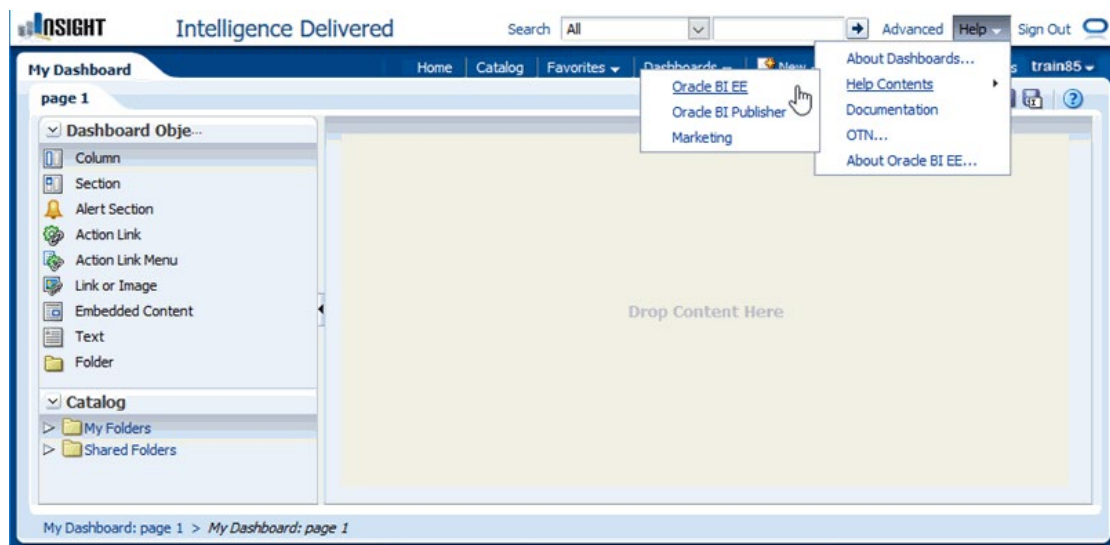 INSIGHT Intelligence Delivered Search All Advanced Help Sign Out
My Dashboard Home Catalog Favorites Dashboards New train85
About Dashboards...
Help Contents
Documentation
OTN...
About Oracle BI EE...
Oracle BI EE
Oracle BI Publisher
Marketing
page 1
Dashboard Obje...
Column
Section
Alert Section
Action Link
Action Link Menu
Link or Image
Embedded Content
Text
Folder
Drop Content Here
Catalog
My Folders
Shared Folders
My Dashboard: page 1 > My Dashboard: page 1